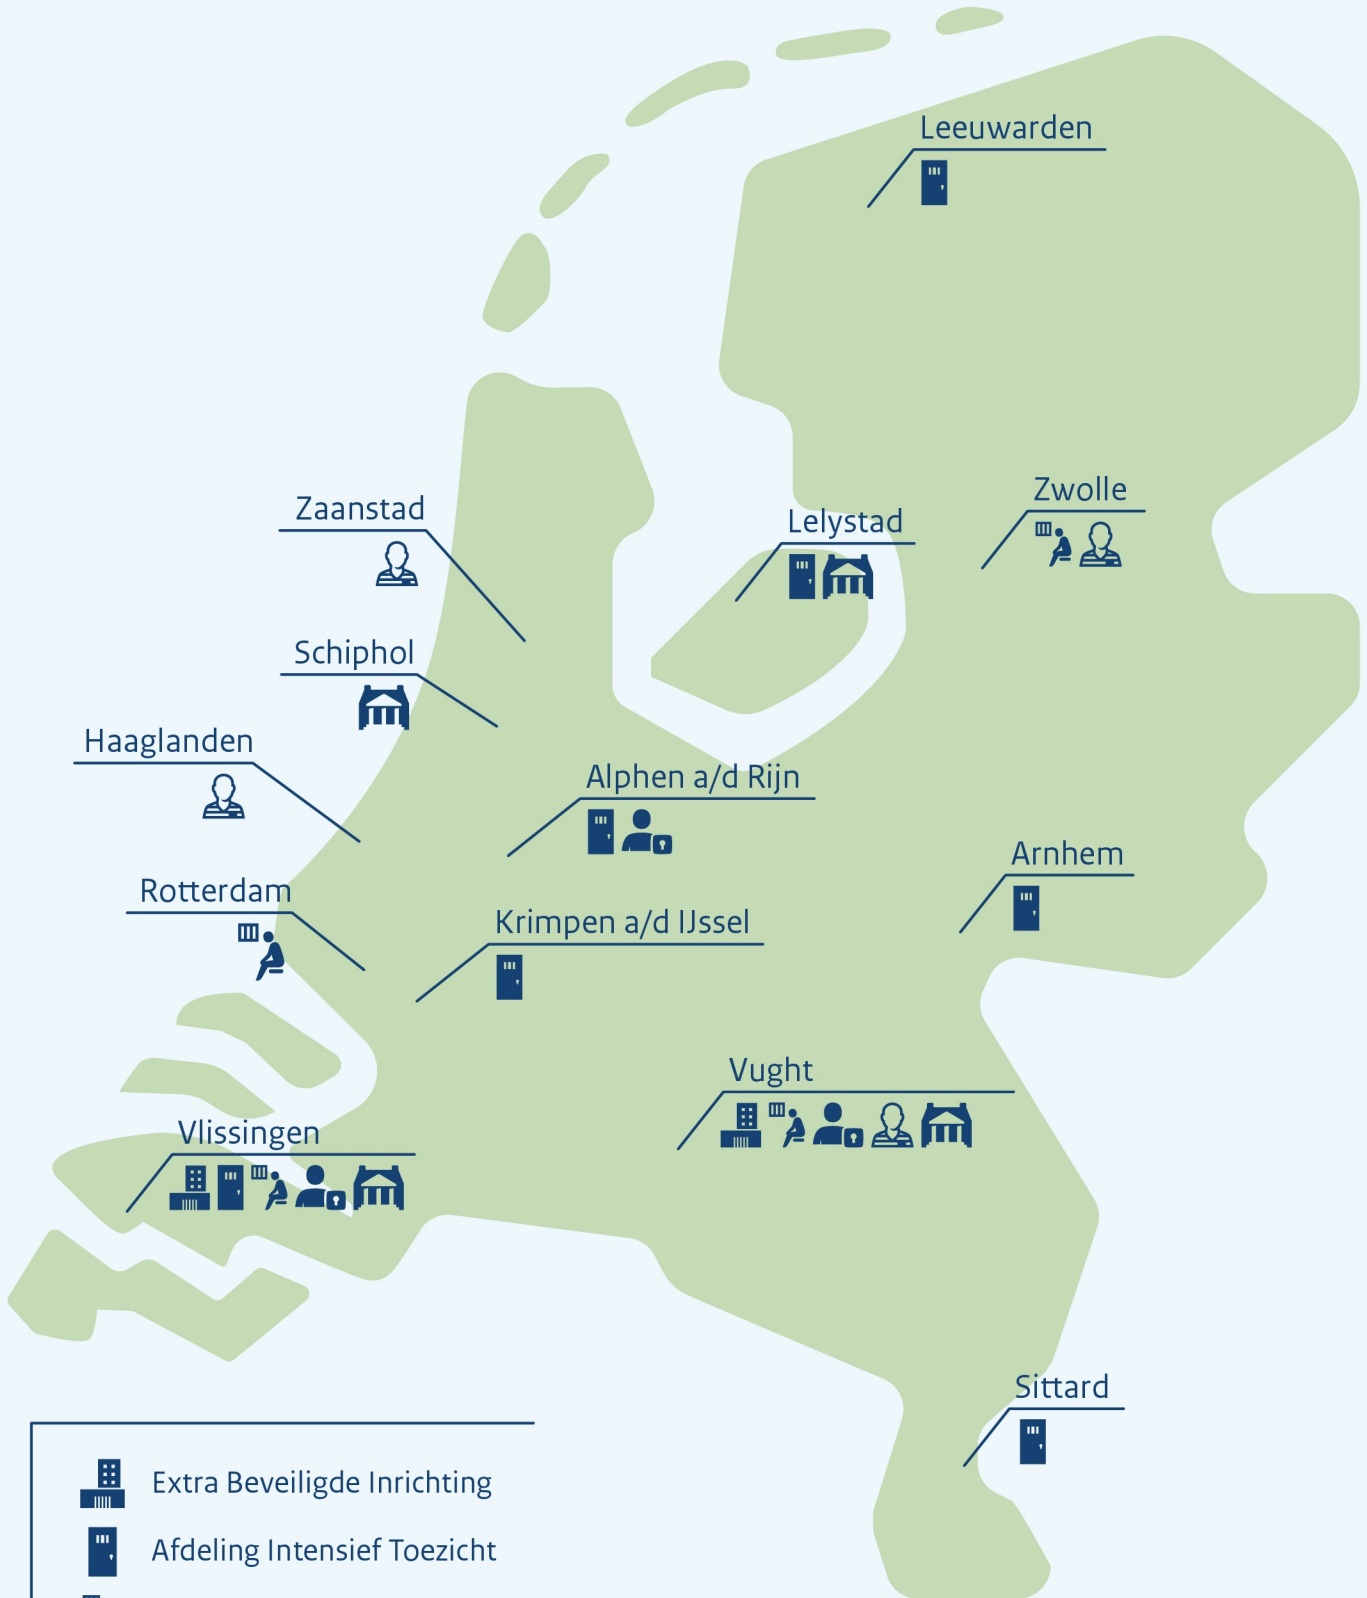 Leeuwarden
Zwolle
Zaanstad
Lelystad
Schiphol
Haaglanden
Alphen a/d Rijn
Arnhem
Rotterdam
Krimpen a/d IJssel
Vught
Vlissingen
Sittard
Extra Beveiligde Inrichting
Afdeling Intensief Toezicht